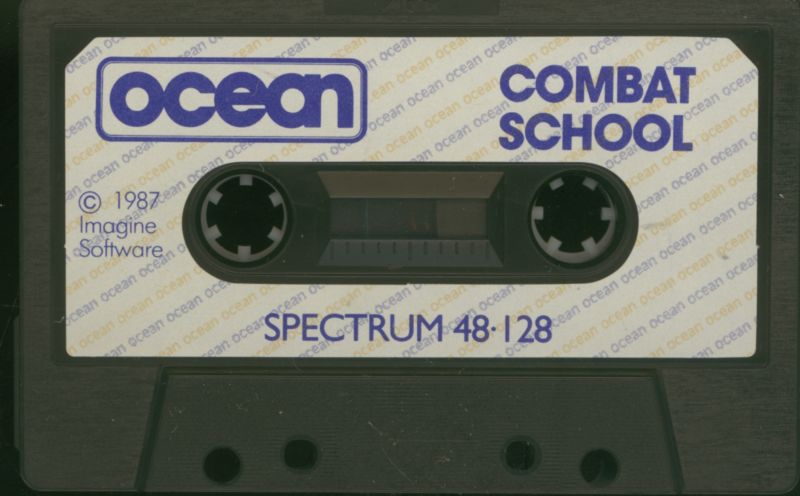 ocean
COMBAT
SCHOOL
© 1987
Imagine
Software
SPECTRUM 48·128